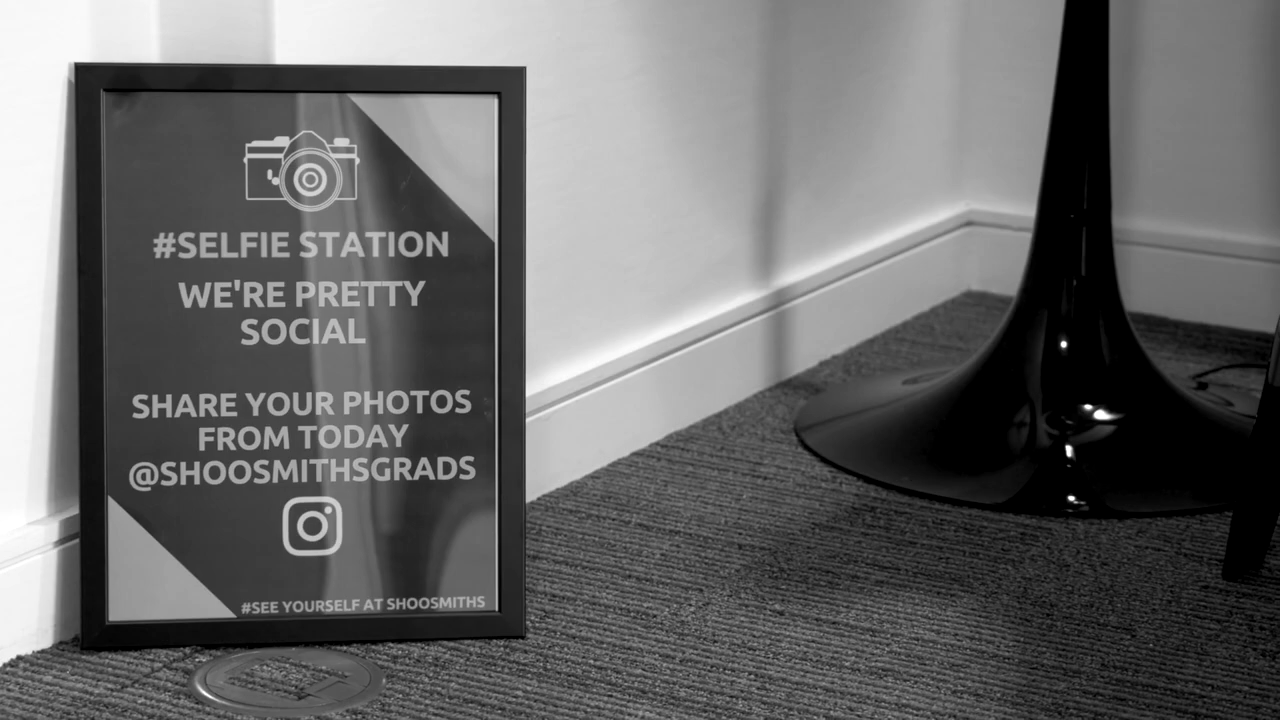 #SELFIE STATION
WE'RE PRETTY
SOCIAL
SHARE YOUR PHOTOS
FROM TODAY
@SHOOSMITHSGRADS
#SEE YOURSELF AT SHOOSMITHS